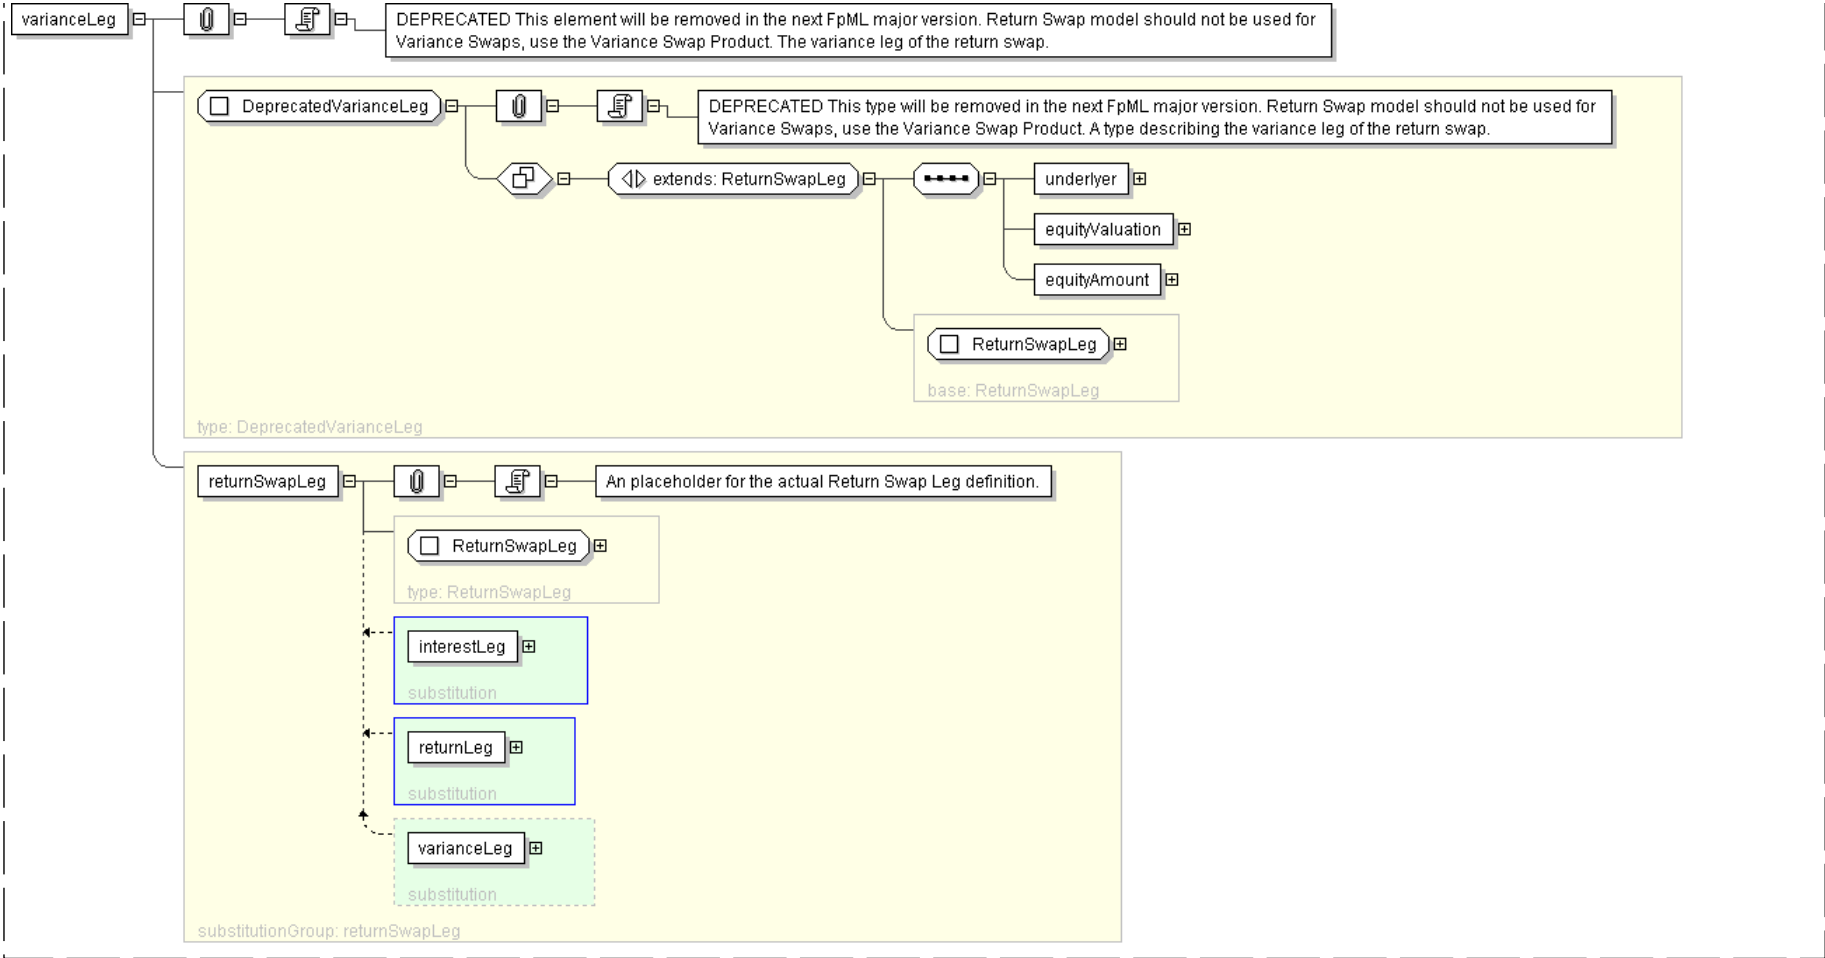 varianceLeg
DEPRECATED This element will be removed in the next FpML major version. Return Swap model should not be used for
Variance Swaps, use the Variance Swap Product. The variance leg of the return swap.
DeprecatedVarianceLeg
DEPRECATED This type will be removed in the next FpML major version. Return Swap model should not be used for
Variance Swaps, use the Variance Swap Product. A type describing the variance leg of the return swap.
extends: ReturnSwapLeg
underlyer
equityValuation
equityAmount
ReturnSwapLeg
base: ReturnSwapLeg
type: DeprecatedVarianceLeg
returnSwapLeg
An placeholder for the actual Return Swap Leg definition.
ReturnSwapLeg
type: ReturnSwapLeg
interestLeg
substitution
returnLeg
substitution
varianceLeg
substitution
substitutionGroup: returnSwapLeg